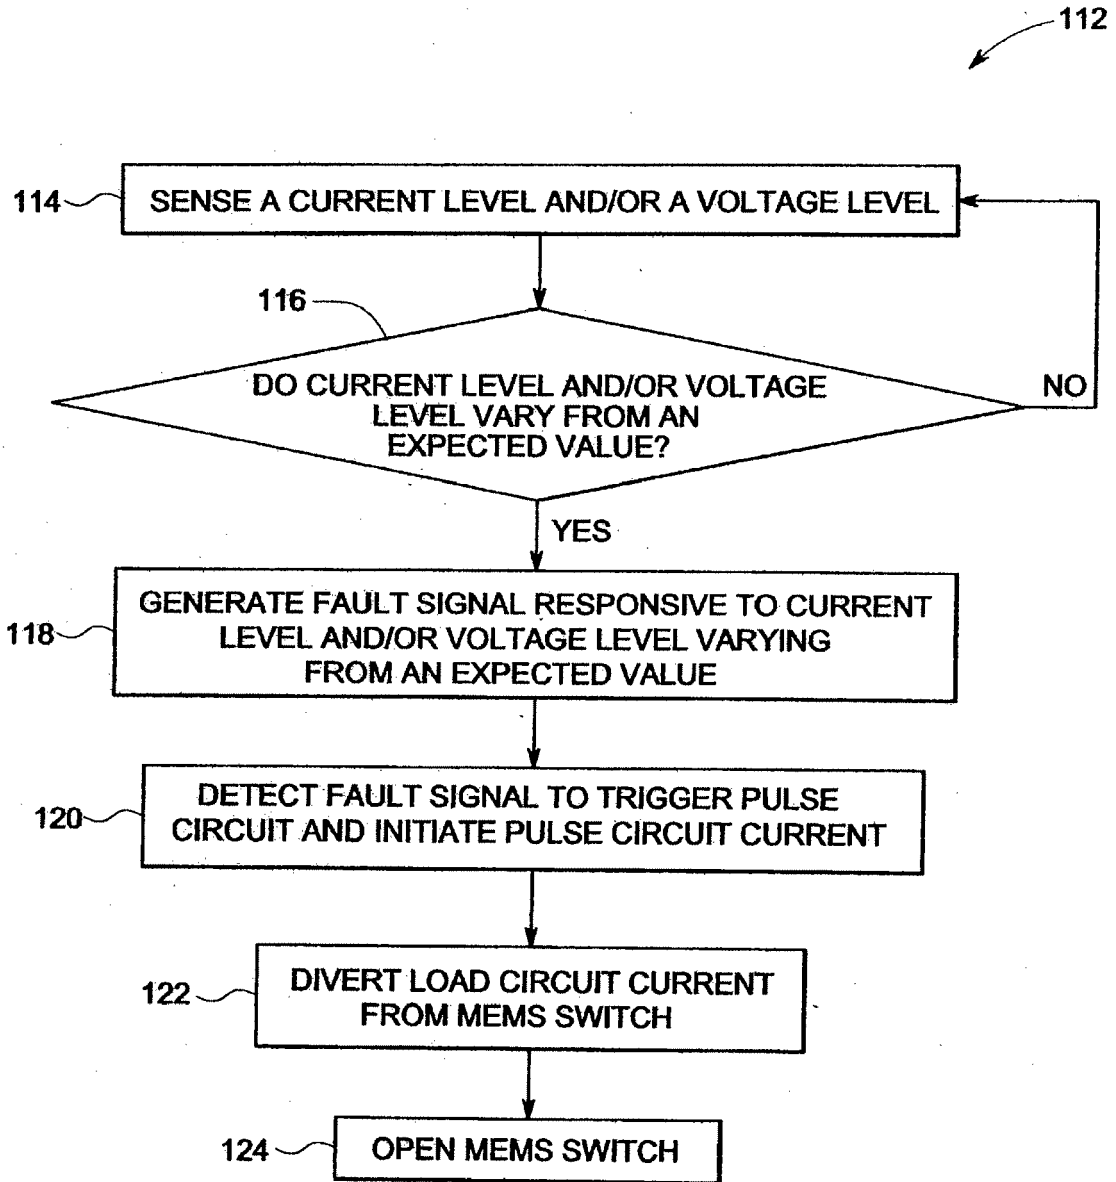 112
114
SENSE A CURRENT LEVEL AND/OR A VOLTAGE LEVEL
116
DO CURRENT LEVEL AND/OR VOLTAGE
LEVEL VARY FROM AN
EXPECTED VALUE?
NO
YES
118
GENERATE FAULT SIGNAL RESPONSIVE TO CURRENT
LEVEL AND/OR VOLTAGE LEVEL VARYING
FROM AN EXPECTED VALUE
120
DETECT FAULT SIGNAL TO TRIGGER PULSE
CIRCUIT AND INITIATE PULSE CIRCUIT CURRENT
122
DIVERT LOAD CIRCUIT CURRENT
FROM MEMS SWITCH
124
OPEN MEMS SWITCH